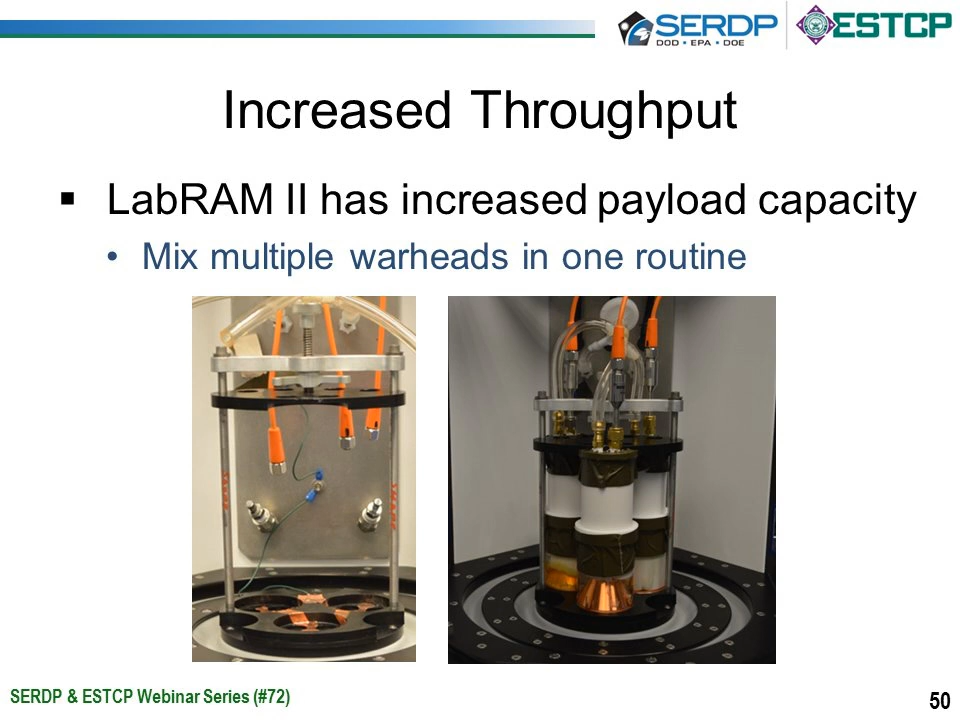 SERDP
DOD • EPA • DOE
ESTCP
Increased Throughput
▪ LabRAM II has increased payload capacity
• Mix multiple warheads in one routine
SERDP & ESTCP Webinar Series (#72)
50